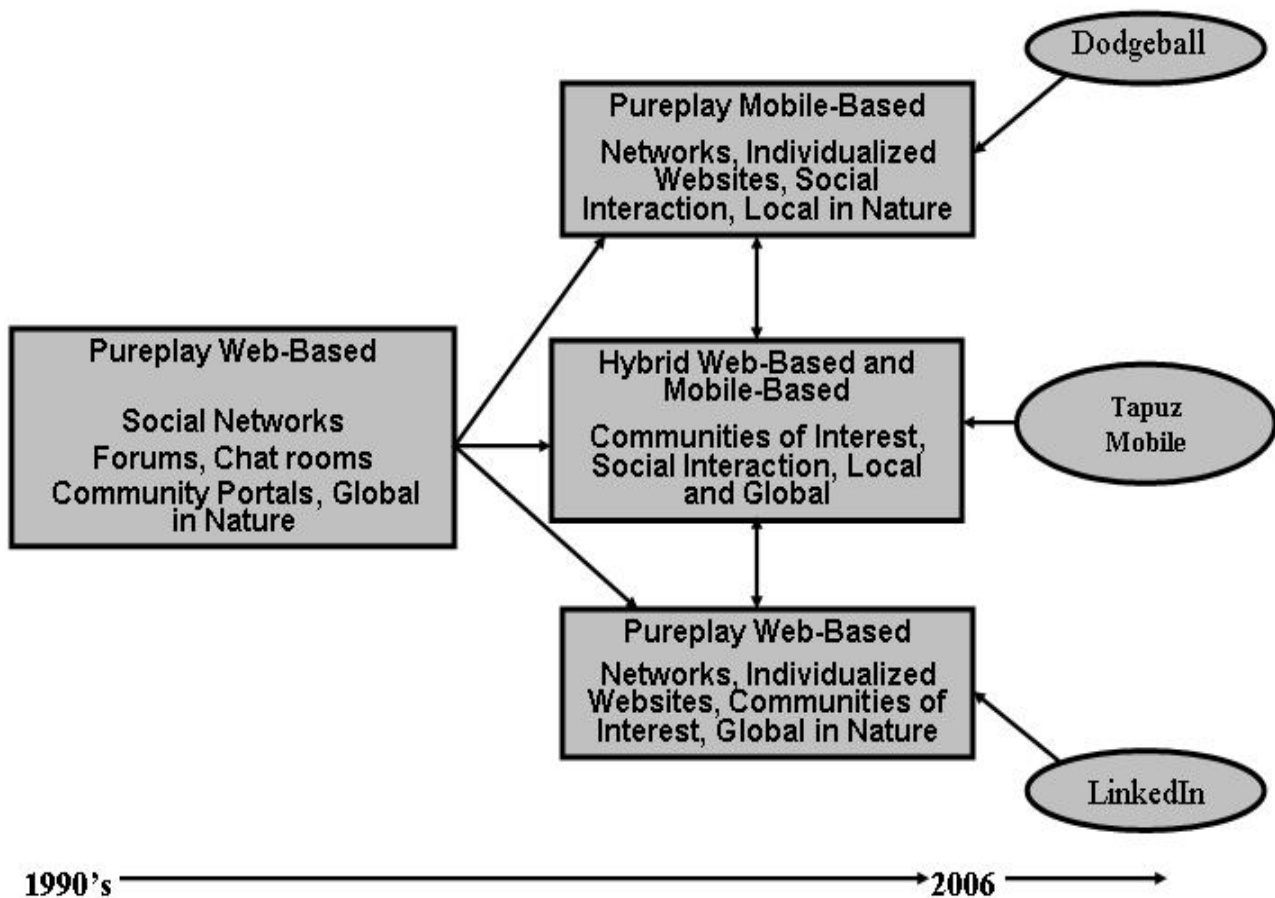 Dodgeball
Pureplay Mobile-Based
Networks, Individualized
Websites, Social
Interaction, Local in Nature
Pureplay Web-Based
Social Networks
Forums, Chat rooms
Community Portals, Global
in Nature
Hybrid Web-Based and
Mobile-Based
Communities of Interest,
Social Interaction, Local
and Global
Tapuz
Mobile
Pureplay Web-Based
Networks, Individualized
Websites, Communities of
Interest, Global in Nature
LinkedIn
1990's
2006